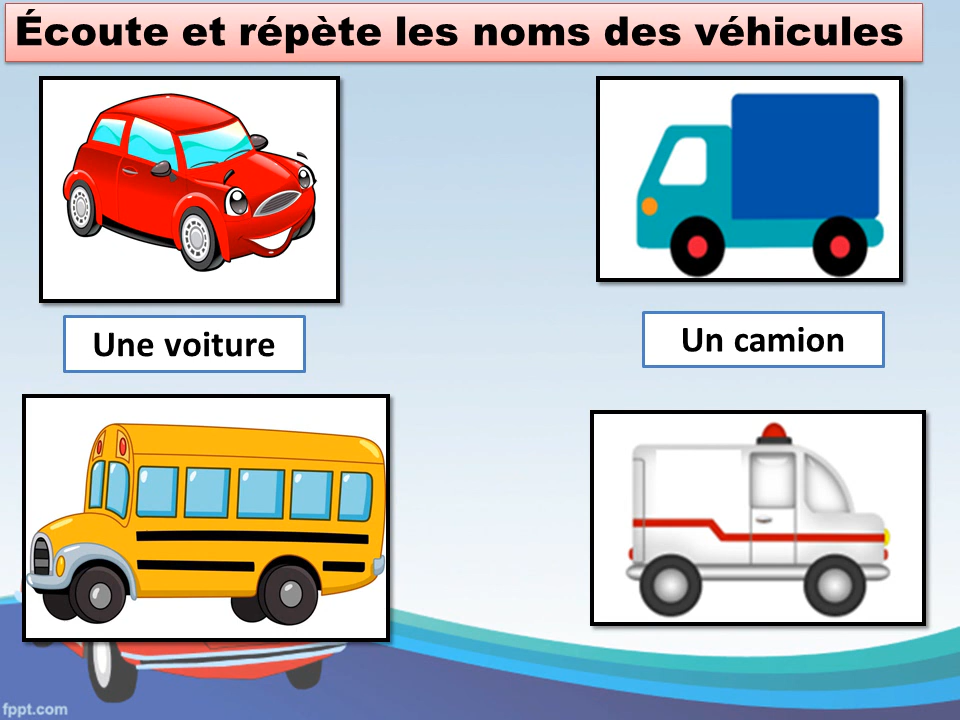 Écoute et répète les noms des véhicules
Une voiture
Un camion
fppt.com